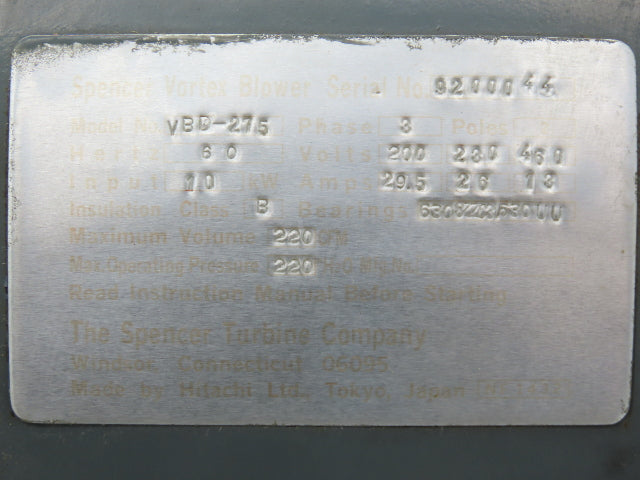 Spencer Vortex Blower Serial No. 9200044
Model No. VBD-275 Phase 3 Poles
Hertz 60 Volts 200 230 460
Input 10 KW Amps 29.5 26 13
Insulation Class B Bearings
Maximum Volume 220 CFM
Max. Operating Pressure 220
Read Instruction Manual Before Starting
The Spencer Turbine Company
Windsor Connecticut 06095
Made by Hitachi Ltd., Tokyo, Japan